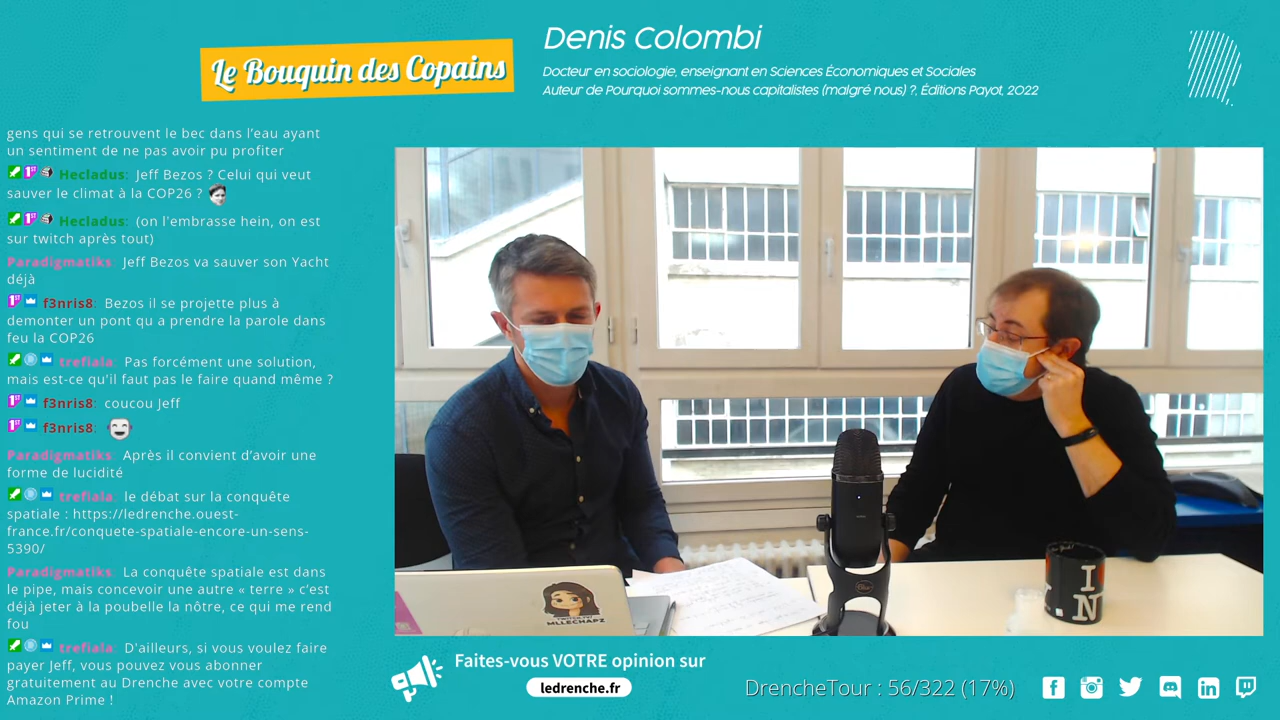 Le Bouquin des Copains
Denis Colombi
Docteur en sociologie, enseignant en Sciences Économiques et Sociales
Auteur de Pourquoi sommes-nous capitalistes (malgré nous) ?, Éditions Payot, 2022
gens qui se retrouvent le bec dans l'eau ayant
un sentiment de ne pas avoir pu profiter
Hecladus: Jeff Bezos ? Celui qui veut
sauver le climat à la COP26 ?
Hecladus: (on l'embrasse hein, on est
sur twitch après tout)
Paradigmatiks: Jeff Bezos va sauver son Yacht
déjà
f3nris8: Bezos il se projette plus à
demonter un pont qu a prendre la parole dans
feu la COP26
trefiala: Pas forcément une solution,
mais est-ce qu'il faut pas le faire quand même ?
f3nris8: coucou Jeff
f3nris8:
Paradigmatiks: Après il convient d'avoir une
forme de lucidité
trefiala: le débat sur la conquête
spatiale : https://ledrenche.ouest-
france.fr/conquete-spatiale-encore-un-sens-
5390/
Paradigmatiks: La conquête spatiale est dans
le pipe, mais concevoir une autre « terre » c'est
déjà jeter à la poubelle la nôtre, ce qui me rend
fou
trefiala: D'ailleurs, si vous voulez faire
payer Jeff, vous pouvez vous abonner
gratuitement au Drenche avec votre compte
Amazon Prime !
MLLECHAPZ
I
N
Faites-vous VOTRE opinion sur
ledrenche.fr
DrencheTour : 56/322 (17%)